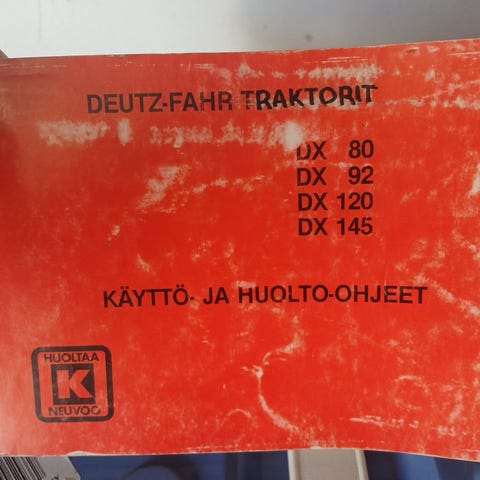 DEUTZ-FAHR TRAKTORIT
DX 80
DX 92
DX 120
DX 145
KÄYTTÖ- JA HUOLTO-OHJEET
HUOLTAA
K
NEUVOO